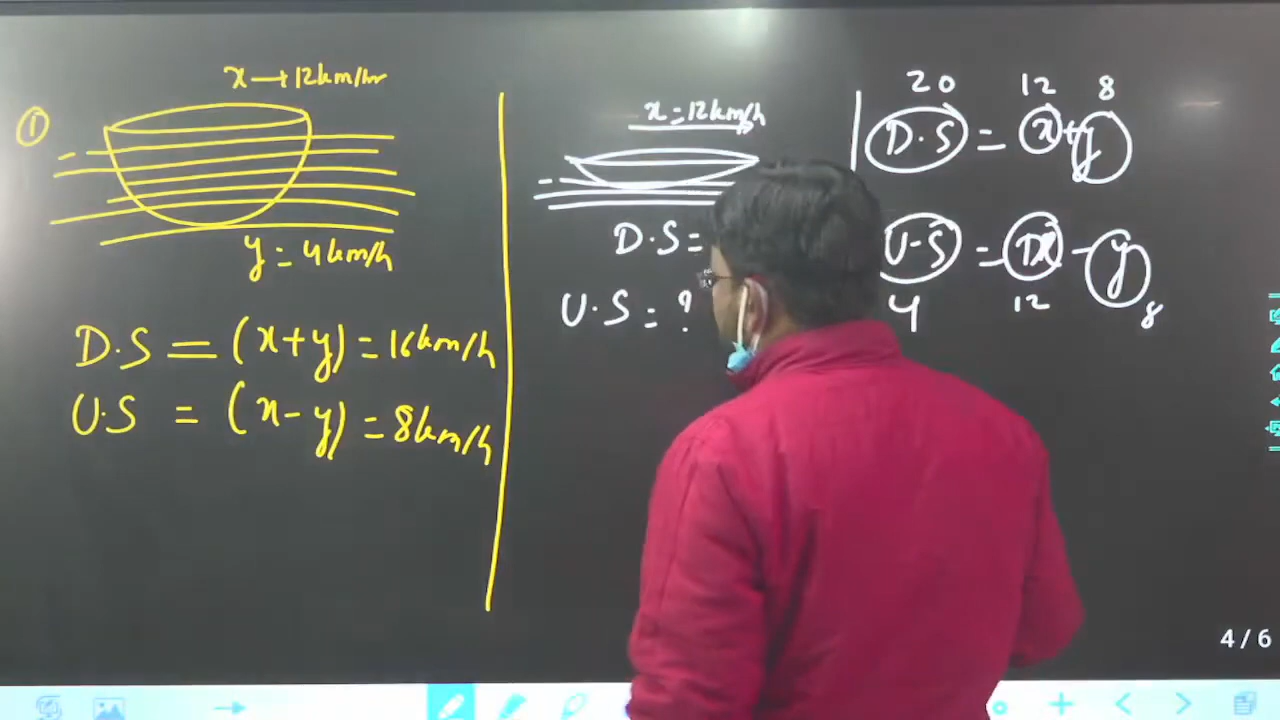 ①
x → 12km/hr
y = 4km/h
D.S = (x+y) = 16km/h
U.S = (x-y) = 8km/h
x = 12km/h
D.S =
U.S = ?
20 12 8
D.S = x+y
U-S = x - y
4 12 8
4 / 6